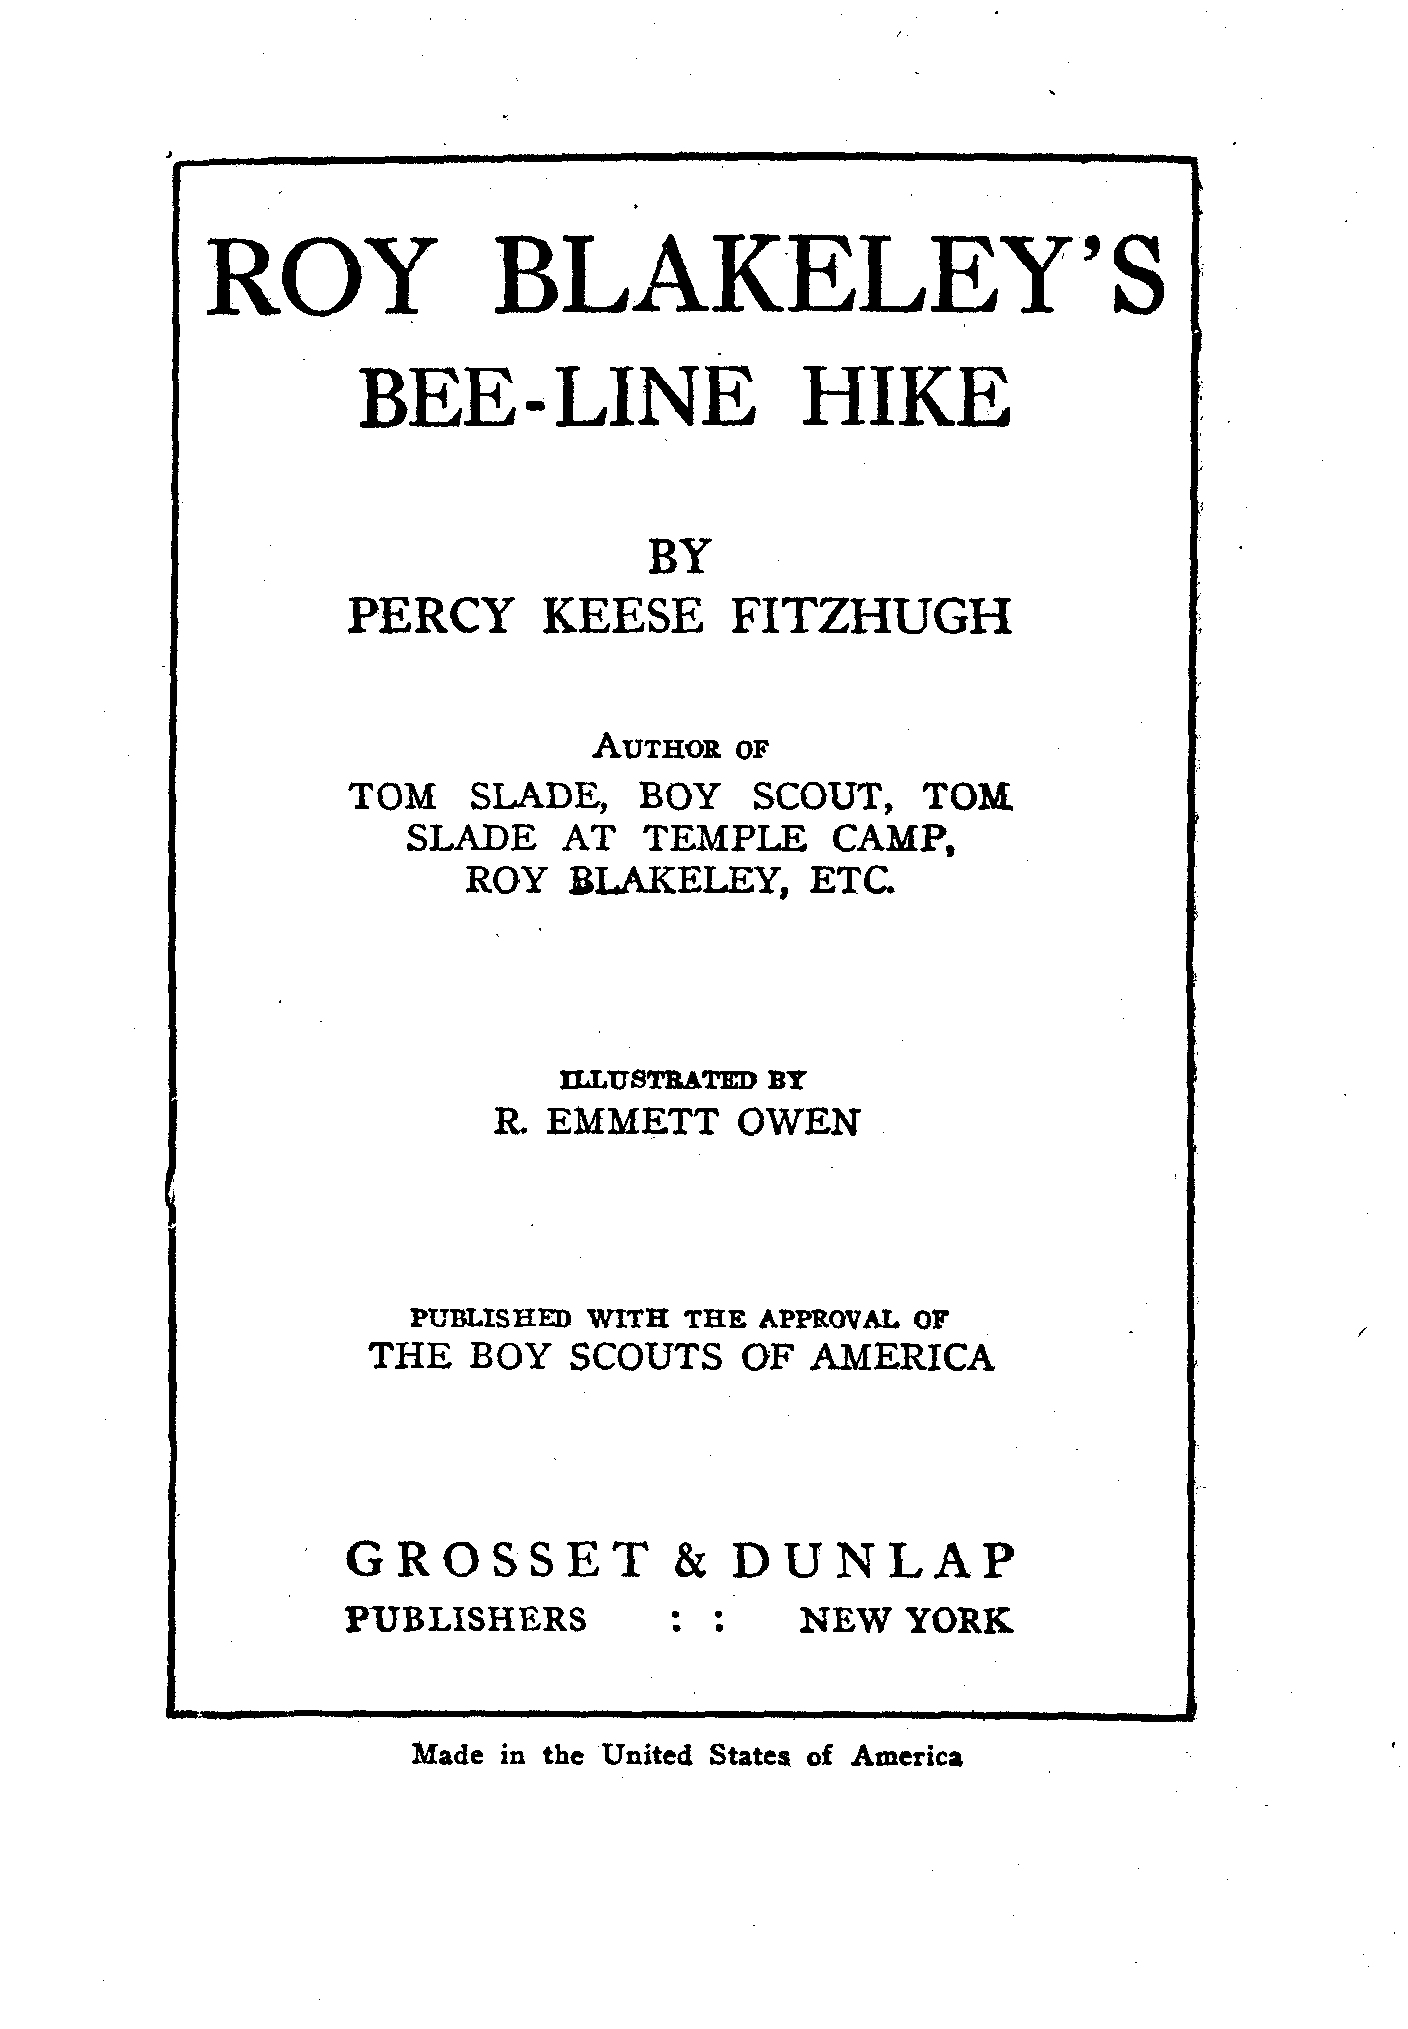 ROY BLAKELEY'S
BEE-LINE HIKE
BY
PERCY KEESE FITZHUGH
AUTHOR OF
TOM SLADE, BOY SCOUT, TOM
SLADE AT TEMPLE CAMP,
ROY BLAKELEY, ETC.
ILLUSTRATED BY
R. EMMETT OWEN
PUBLISHED WITH THE APPROVAL OF
THE BOY SCOUTS OF AMERICA
GROSSET & DUNLAP
PUBLISHERS : : NEW YORK
Made in the United States of America